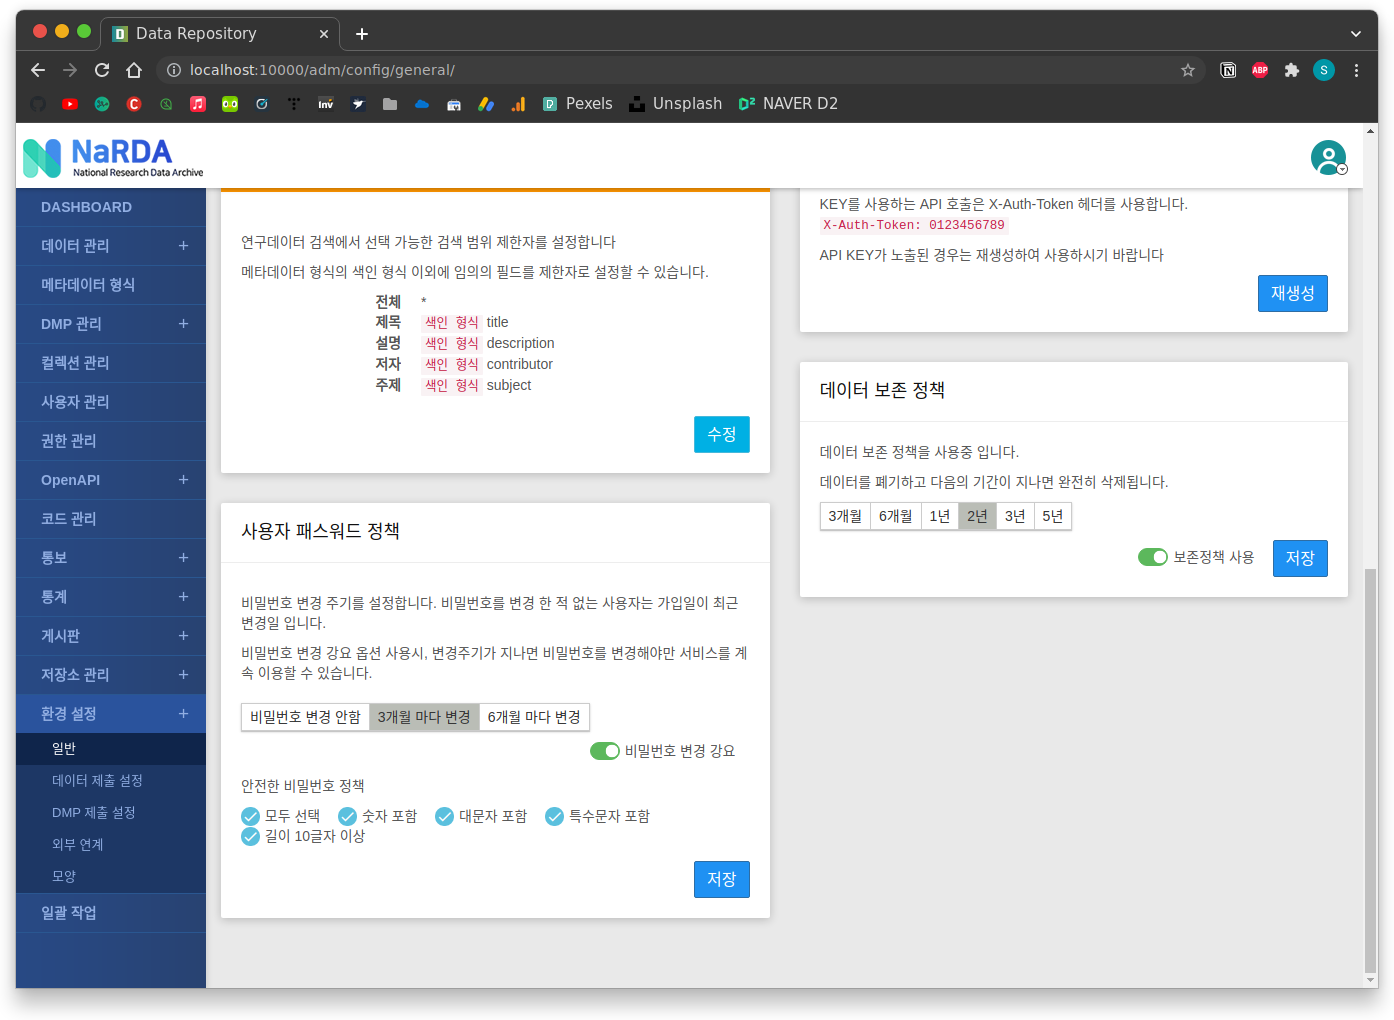 Data Repository
localhost:10000/adm/config/general/
ABP
S
inv
Pexels
Unsplash
NAVER D2
NaRDA
National Research Data Archive
DASHBOARD
데이터 관리 +
메타데이터 형식
DMP 관리 +
컬렉션 관리
사용자 관리
권한 관리
OpenAPI +
코드 관리
통보 +
통계 +
게시판 +
저장소 관리 +
환경 설정 +
일반
데이터 제출 설정
DMP 제출 설정
외부 연계
모양
일괄 작업
연구데이터 검색에서 선택 가능한 검색 범위 제한자를 설정합니다
메타데이터 형식의 색인 형식 이외에 임의의 필드를 제한자로 설정할 수 있습니다.
전체 *
제목 색인 형식 title
설명 색인 형식 description
저자 색인 형식 contributor
주제 색인 형식 subject
수정
사용자 패스워드 정책
비밀번호 변경 주기를 설정합니다. 비밀번호를 변경 한 적 없는 사용자는 가입일이 최근
변경일 입니다.
비밀번호 변경 강요 옵션 사용시, 변경주기가 지나면 비밀번호를 변경해야만 서비스를 계
속 이용할 수 있습니다.
비밀번호 변경 안함 3개월 마다 변경 6개월 마다 변경
비밀번호 변경 강요
안전한 비밀번호 정책
모두 선택 숫자 포함 대문자 포함 특수문자 포함
길이 10글자 이상
저장
KEY를 사용하는 API 호출은 X-Auth-Token 헤더를 사용합니다.
X-Auth-Token: 0123456789
API KEY가 노출된 경우는 재생성하여 사용하시기 바랍니다
재생성
데이터 보존 정책
데이터 보존 정책을 사용중 입니다.
데이터를 폐기하고 다음의 기간이 지나면 완전히 삭제됩니다.
3개월 6개월 1년 2년 3년 5년
보존정책 사용 저장